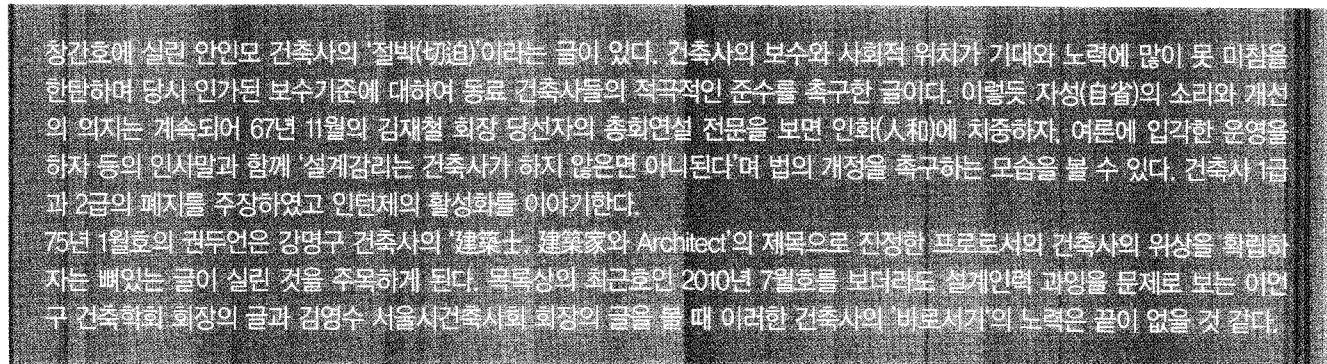 창간호에 실린 안인모 건축사의 '절박(切迫)'이라는 글이 있다. 건축사의 보수와 사회적 위치가 기대와 노력에 많이 못 미침을
한탄하며 당시 인가된 보수기준에 대하여 동료 건축사들의 적극적인 준수를 촉구한 글이다. 이렇듯 자성(自省)의 소리와 개선
의 의지는 계속되어 67년 11월의 김재철 회장 당선자의 총회연설 전문을 보면 인화(人和)에 치중하자, 여론에 입각한 운영을
하자 등의 인사말과 함께 '설계감리는 건축사가 하지 않은면 아니된다'며 법의 개정을 촉구하는 모습을 볼 수 있다. 건축사 1급
과 2급의 폐지를 주장하였고 인턴제의 활성화를 이야기한다.
75년 1월호의 권두언은 강명구 건축사의 '建築士, 建築家와 Architect'의 제목으로 진정한 프로로서의 건축사의 위상을 확립하
자는 뼈있는 글이 실린 것을 주목하게 된다. 목록상의 최근호인 2010년 7월호를 보더라도 설계인력 과잉을 문제로 보는 이언
구 건축학회 회장의 글과 김영수 서울시건축사회 회장의 글을 볼 때 이러한 건축사의 '바로서기'의 노력은 끝이 없을 것 같다.